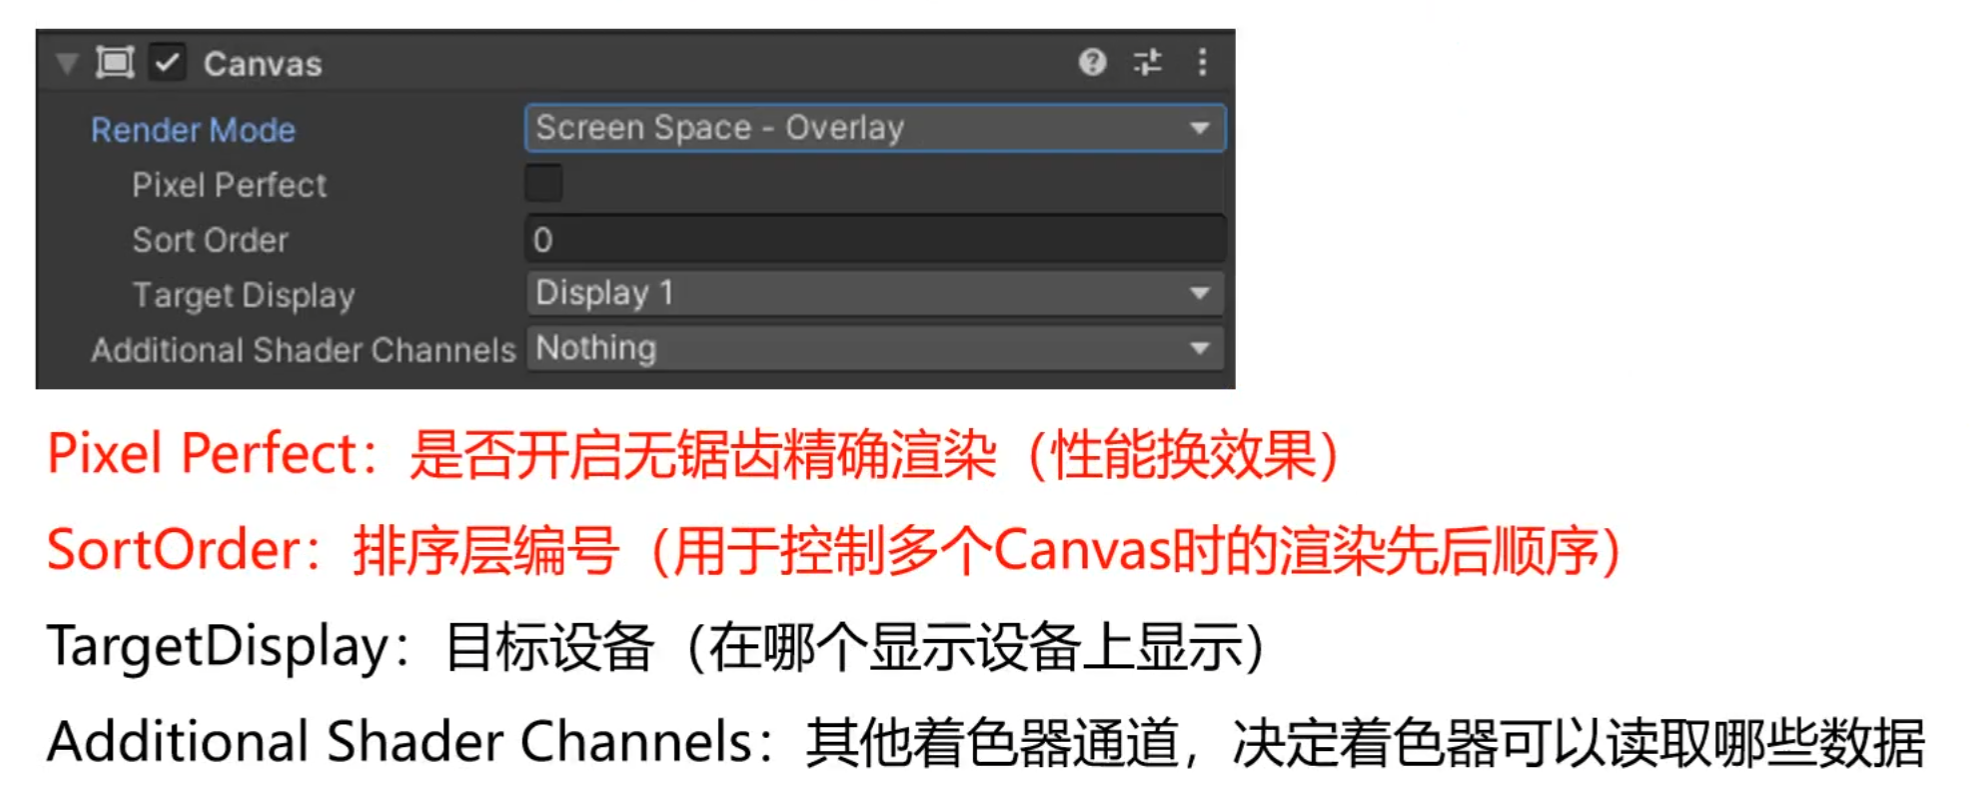 Canvas
Render Mode Screen Space - Overlay
Pixel Perfect
Sort Order 0
Target Display Display 1
Additional Shader Channels Nothing
Pixel Perfect：是否开启无锯齿精确渲染（性能换效果）
SortOrder：排序层编号（用于控制多个Canvas时的渲染先后顺序）
TargetDisplay：目标设备（在哪个显示设备上显示）
Additional Shader Channels：其他着色器通道，决定着色器可以读取哪些数据